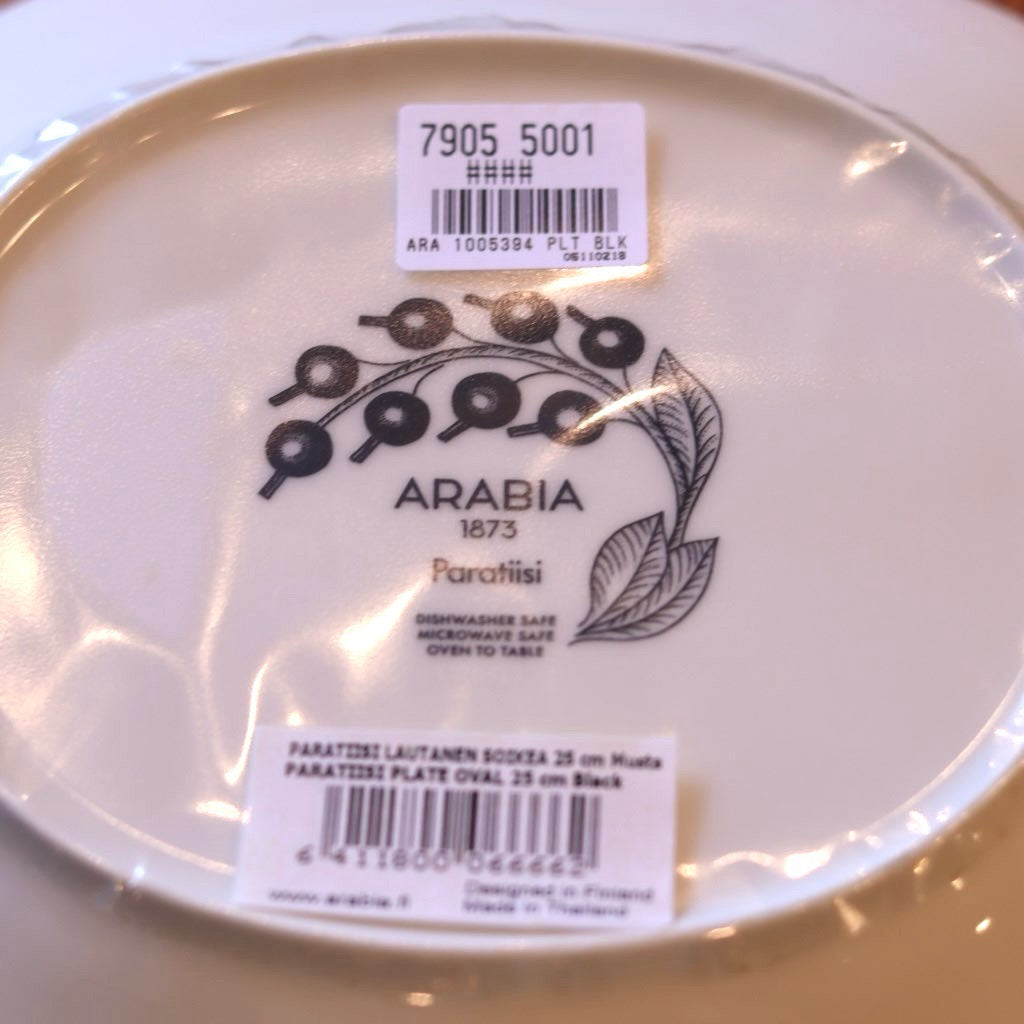 7905 5001
####
ARA 1005394 PLT BLK
06110218
ARABIA
1873
Paratiisi
DISHWASHER SAFE
MICROWAVE SAFE
OVEN TO TABLE
PARATIISI LAUTANEN SOIKEA 25 cm Musta
PARATIISI PLATE OVAL 25 cm Black
6 411800 066662
www.arabia.fi
Designed in Finland
Made in Thailand